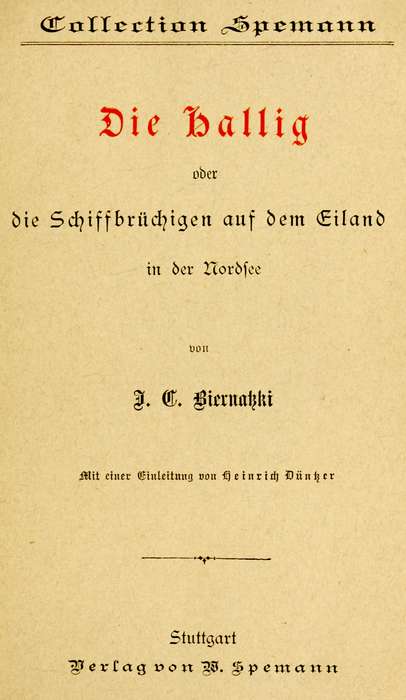 Collection Spemann
Die Hallig
oder
die Schiffbrüchigen auf dem Eiland
in der Nordsee
von
J. C. Biernatzki
Mit einer Einleitung von Heinrich Düntzer
Stuttgart
Verlag von W. Spemann